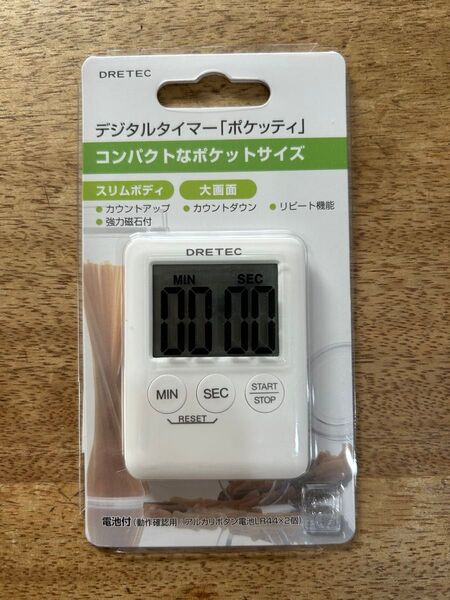 DRETEC
デジタルタイマー「ポケッティ」
コンパクトなポケットサイズ
スリムボディ 大画面
● カウントアップ ● カウントダウン ● リピート機能
● 強力磁石付
DRETEC
MIN SEC
00 00
MIN SEC START STOP
RESET
電池付(動作確認用)(アルカリボタン電池LR44×2個)